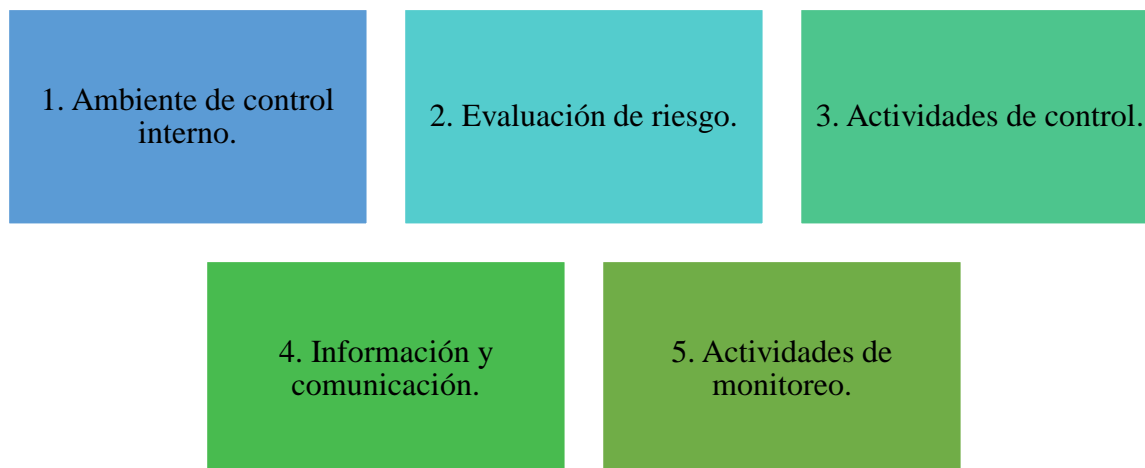 1. Ambiente de control
interno.
2. Evaluación de riesgo.
3. Actividades de control.
4. Información y
comunicación.
5. Actividades de
monitoreo.